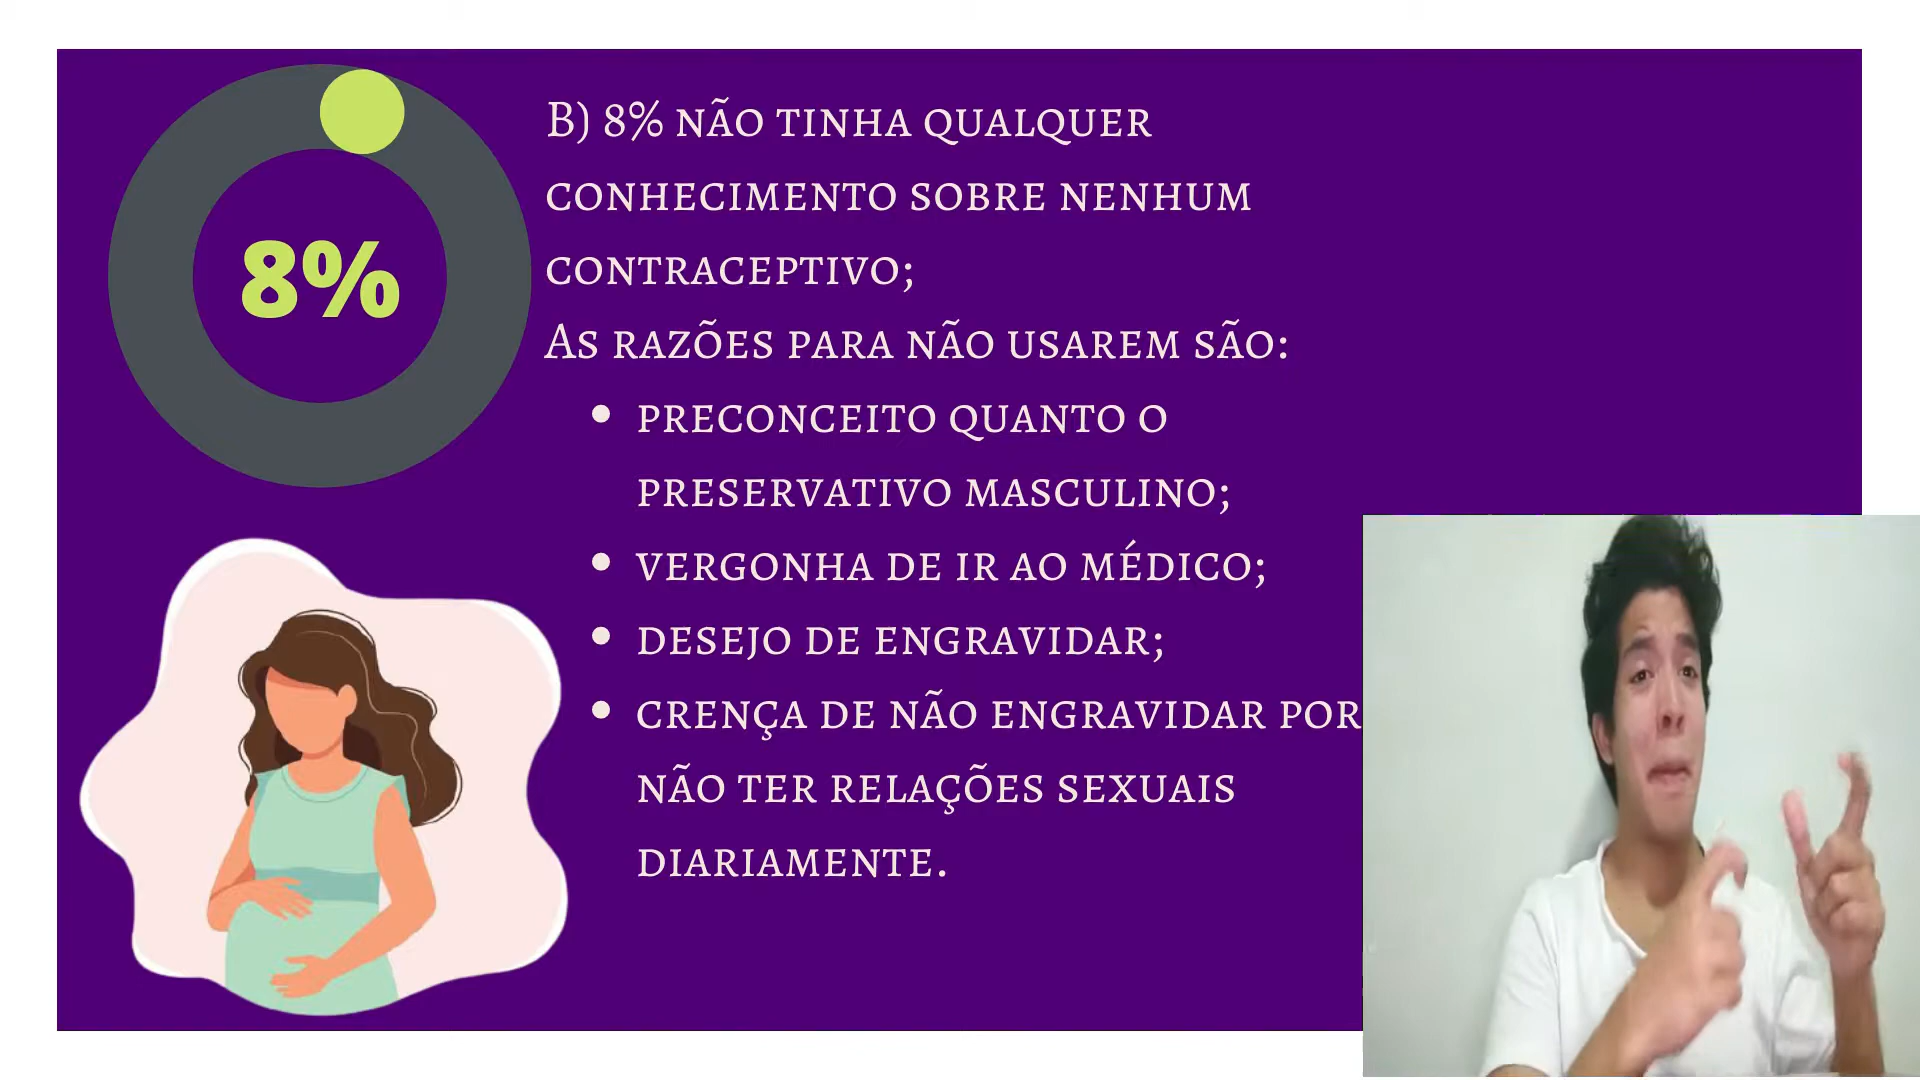 8%
B) 8% NÃO TINHA QUALQUER
CONHECIMENTO SOBRE NENHUM
CONTRACEPTIVO;
AS RAZÕES PARA NÃO USAREM SÃO:
• PRECONCEITO QUANTO O
PRESERVATIVO MASCULINO;
• VERGONHA DE IR AO MÉDICO;
• DESEJO DE ENGRAVIDAR;
• CRENÇA DE NÃO ENGRAVIDAR POR
NÃO TER RELAÇÕES SEXUAIS
DIARIAMENTE.